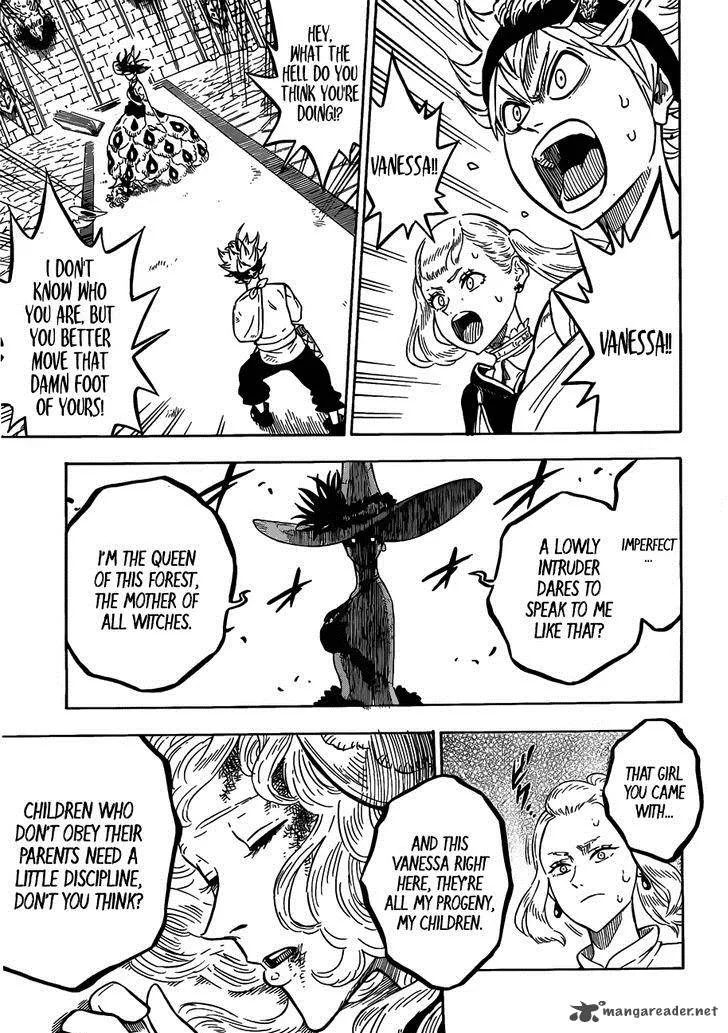 VANESSA!!
VANESSA!!
HEY,
WHAT THE
HELL DO YOU
THINK YOU'RE
DOING!?
I DON'T
KNOW WHO
YOU ARE, BUT
YOU BETTER
MOVE THAT
DAMN FOOT
OF YOURS!
IMPERFECT
...
A LOWLY
INTRUDER
DARES TO
SPEAK TO ME
LIKE THAT?
I'M THE QUEEN
OF THIS FOREST,
THE MOTHER OF
ALL WITCHES.
THAT GIRL
YOU CAME
WITH...
AND THIS
VANESSA RIGHT
HERE, THEY'RE
ALL MY PROGENY,
MY CHILDREN.
CHILDREN WHO
DON'T OBEY THEIR
PARENTS NEED A
LITTLE DISCIPLINE,
DON'T YOU THINK?
mangareader.net